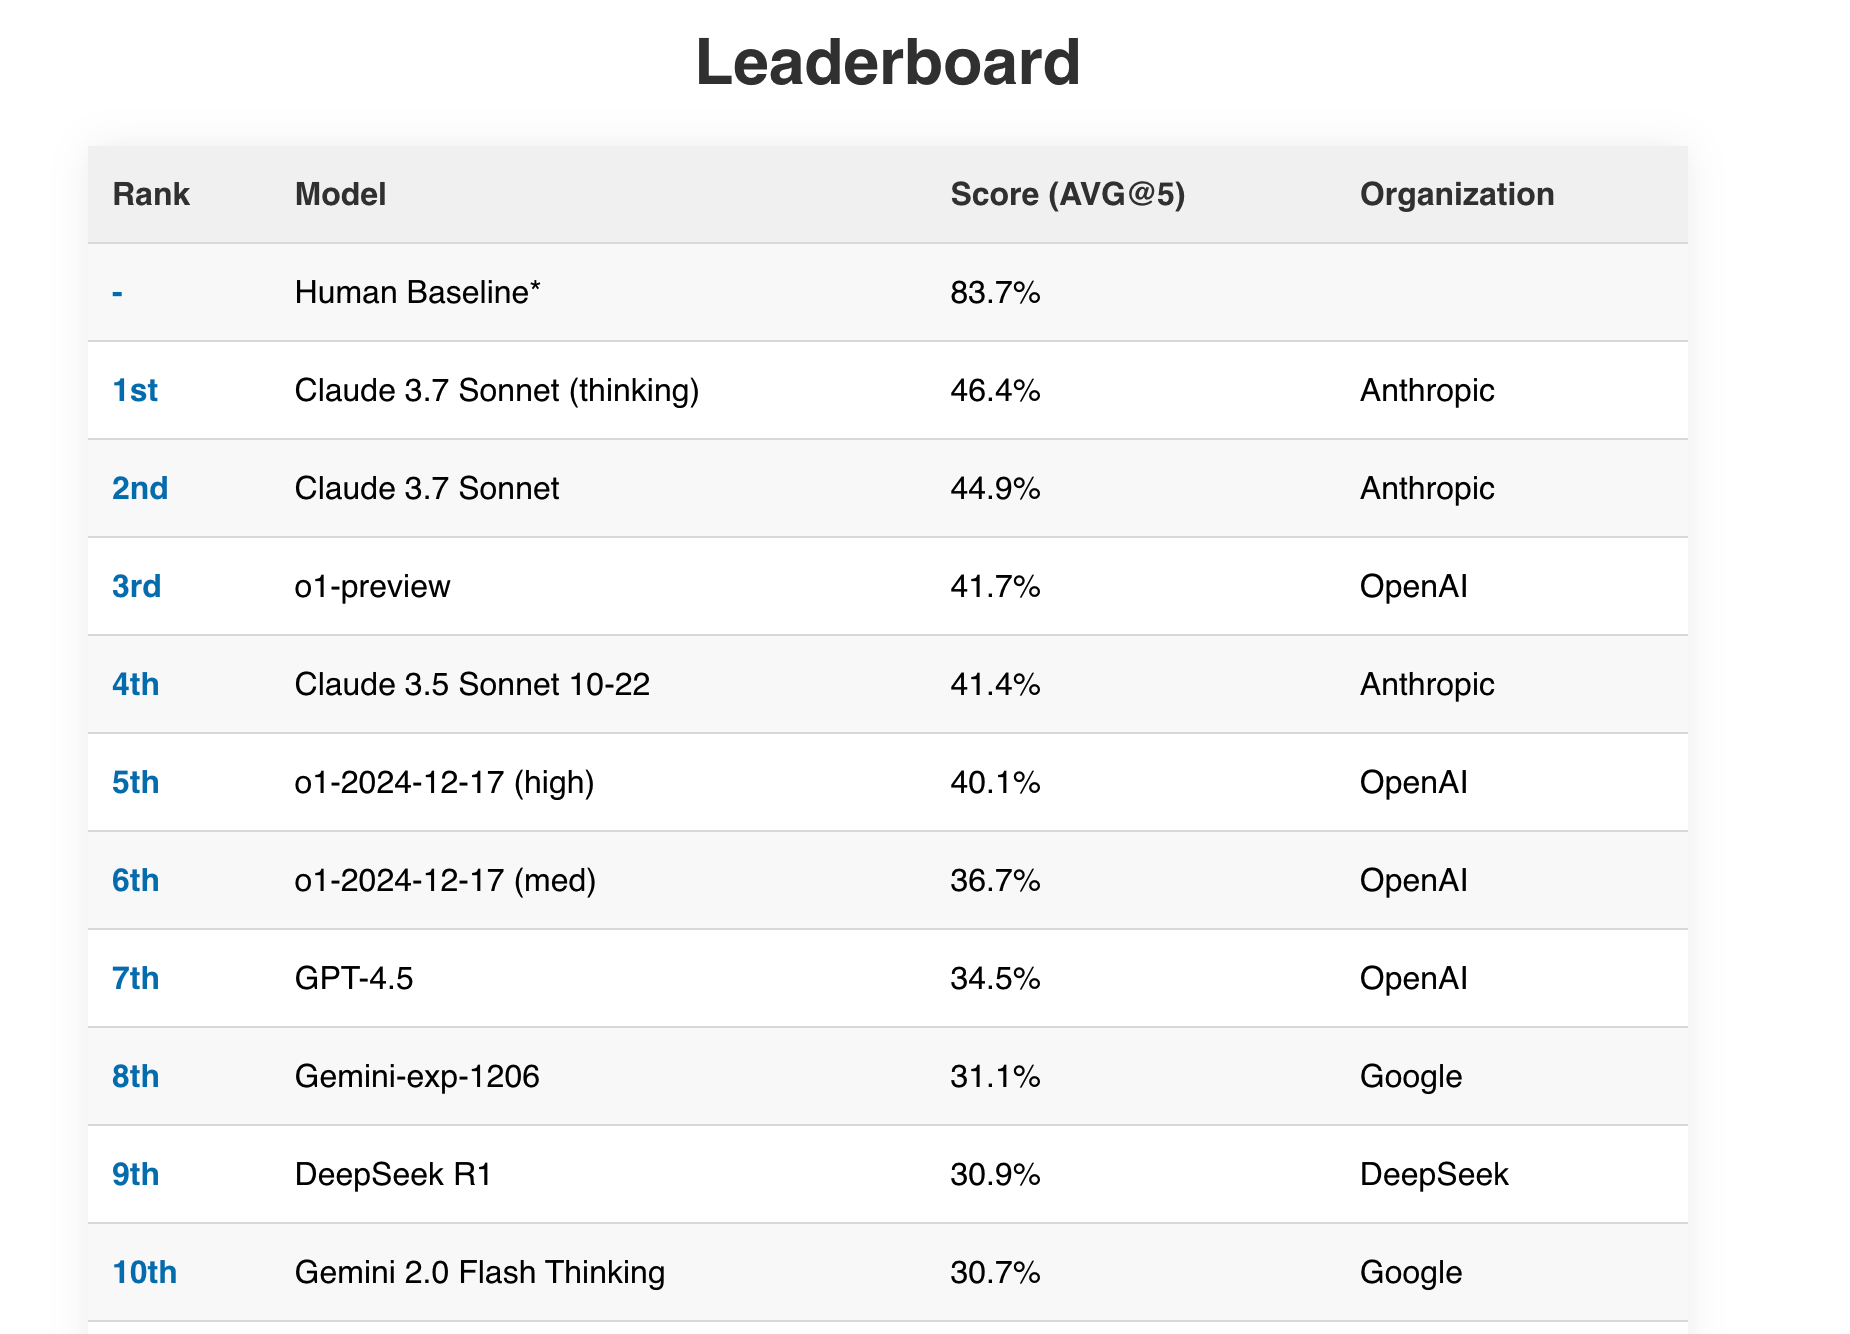 Leaderboard
Rank Model Score (AVG@5) Organization
- Human Baseline* 83.7%
1st Claude 3.7 Sonnet (thinking) 46.4% Anthropic
2nd Claude 3.7 Sonnet 44.9% Anthropic
3rd o1-preview 41.7% OpenAI
4th Claude 3.5 Sonnet 10-22 41.4% Anthropic
5th o1-2024-12-17 (high) 40.1% OpenAI
6th o1-2024-12-17 (med) 36.7% OpenAI
7th GPT-4.5 34.5% OpenAI
8th Gemini-exp-1206 31.1% Google
9th DeepSeek R1 30.9% DeepSeek
10th Gemini 2.0 Flash Thinking 30.7% Google